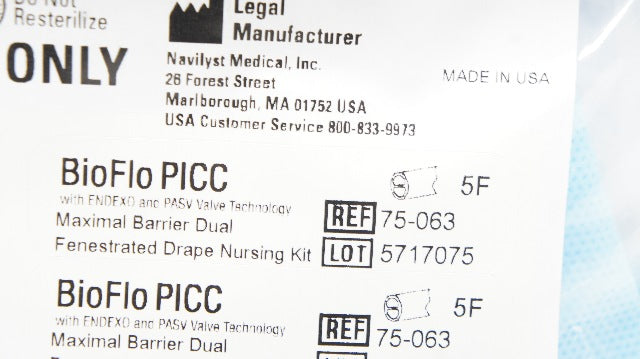 Do Not
Resterilize
ONLY
Legal
Manufacturer
Navilyst Medical, Inc.
26 Forest Street
Marlborough, MA 01752 USA
USA Customer Service 800-833-9973
MADE IN USA
BioFlo PICC
with ENDEXO and PASV Valve Technology
Maximal Barrier Dual
Fenestrated Drape Nursing Kit
5F
REF 75-063
LOT 5717075
BioFlo PICC
with ENDEXO and PASV Valve Technology
Maximal Barrier Dual
5F
REF 75-063